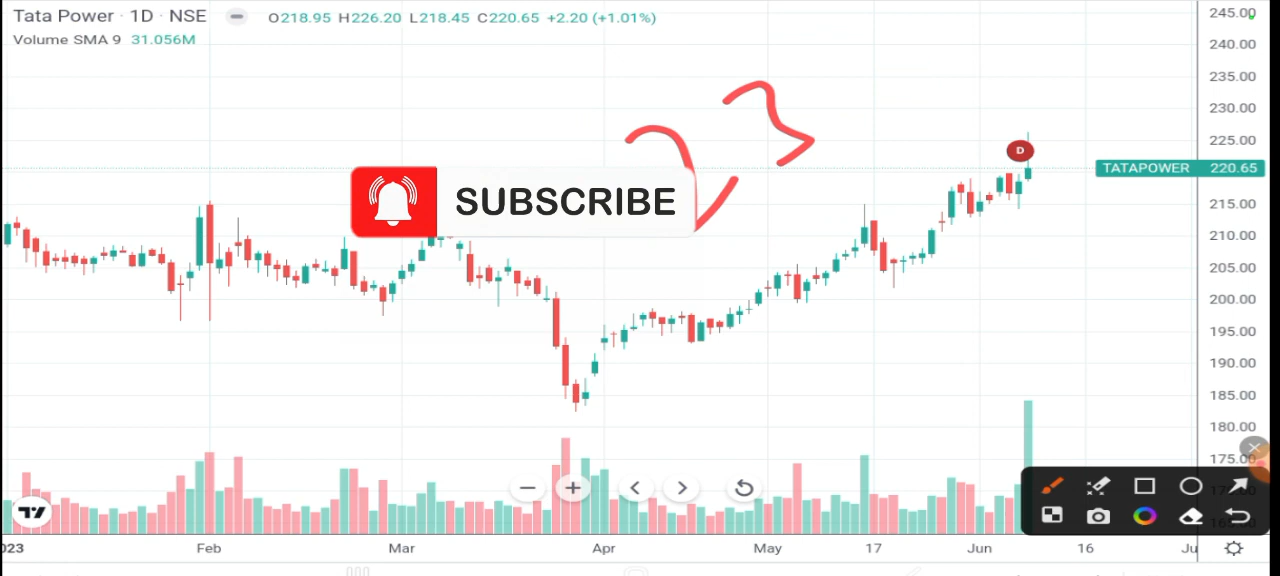 Tata Power · 1D · NSE O218.95 H226.20 L218.45 C220.65 +2.20 (+1.01%)
Volume SMA 9 31.056M
245.00
240.00
235.00
230.00
225.00
D
TATAPOWER 220.65
SUBSCRIBE
215.00
210.00
205.00
200.00
195.00
190.00
185.00
180.00
175.00
023 Feb Mar Apr May 17 Jun 16 Ju